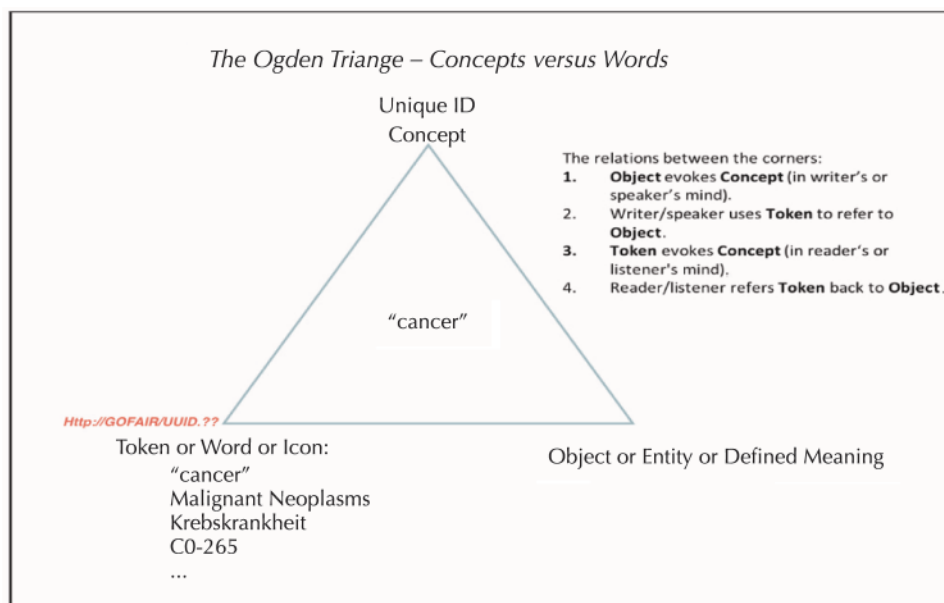 The Ogden Triange – Concepts versus Words
Unique ID
Concept
The relations between the corners:
1. Object evokes Concept (in writer's or
speaker's mind).
2. Writer/speaker uses Token to refer to
Object.
3. Token evokes Concept (in reader's or
listener's mind).
4. Reader/listener refers Token back to Object.
“cancer”
Http://GOFAIR/UUID.??
Token or Word or Icon:
“cancer”
Malignant Neoplasms
Krebskrankheit
C0-265
...
Object or Entity or Defined Meaning